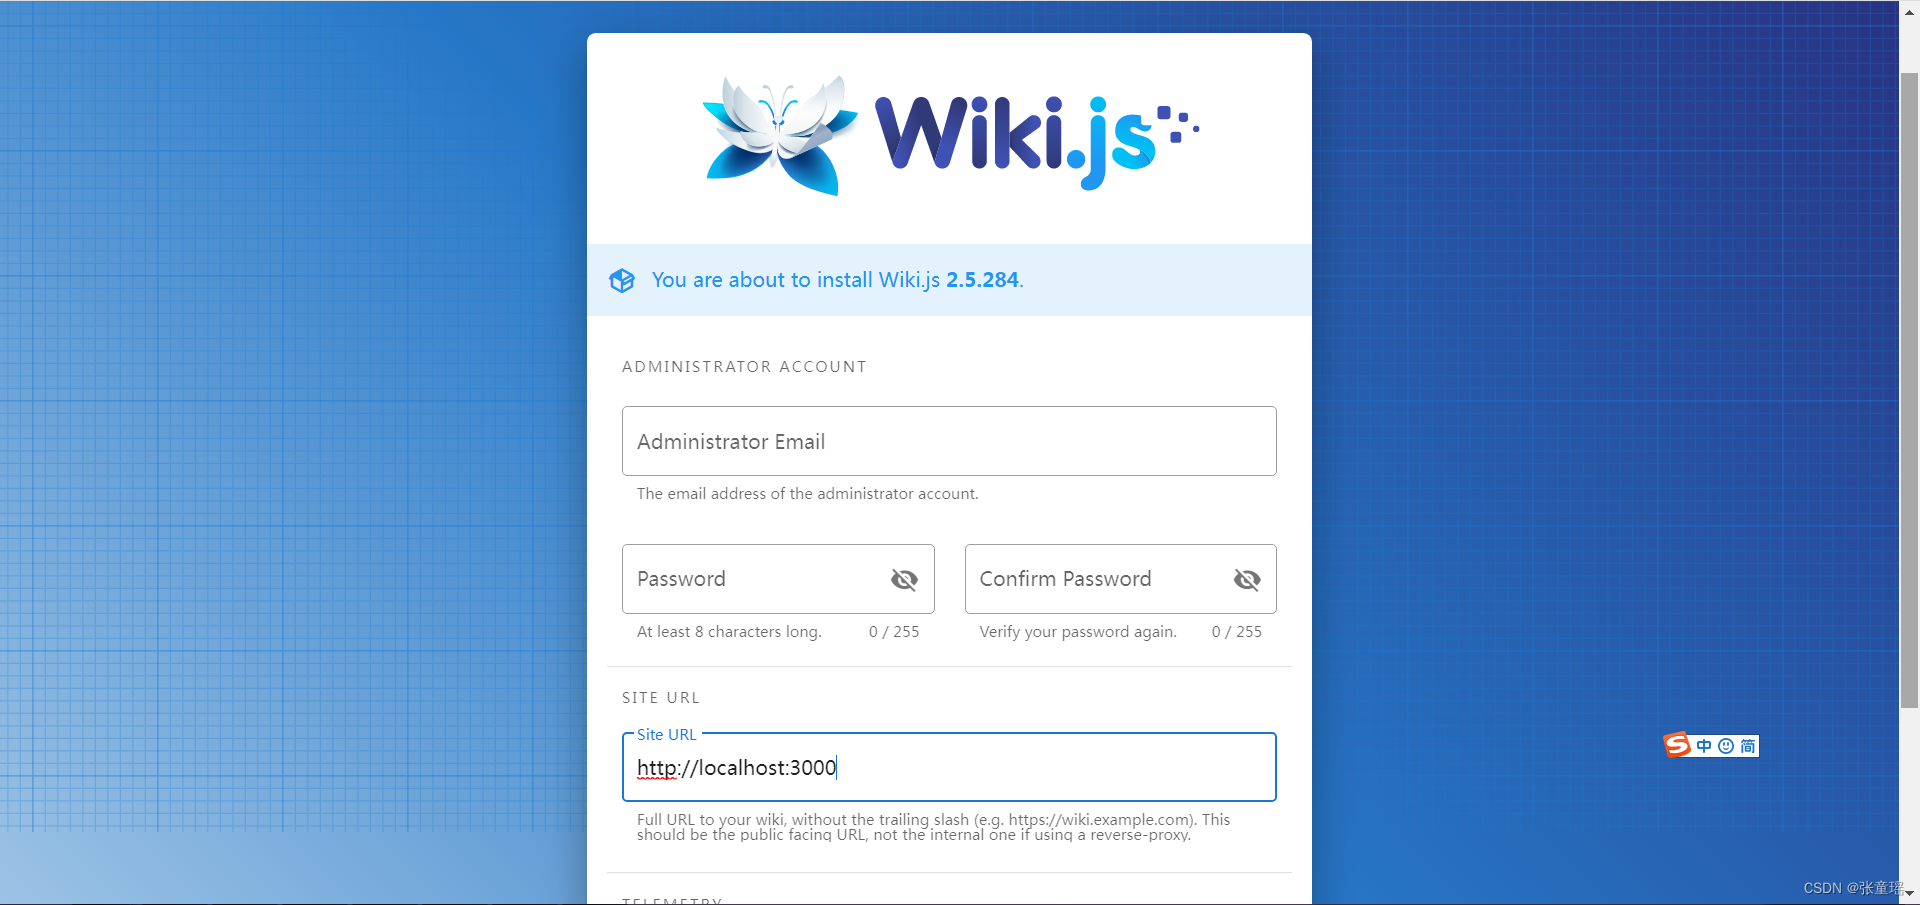 Wiki.js
You are about to install Wiki.js 2.5.284.
ADMINISTRATOR ACCOUNT
Administrator Email
The email address of the administrator account.
Password
Confirm Password
At least 8 characters long.
0 / 255
Verify your password again.
0 / 255
SITE URL
Site URL
http://localhost:3000
Full URL to your wiki, without the trailing slash (e.g. https://wiki.example.com). This
should be the public facing URL, not the internal one if using a reverse-proxy.
TELEMETRY
S 中 简
CSDN @张童瑶